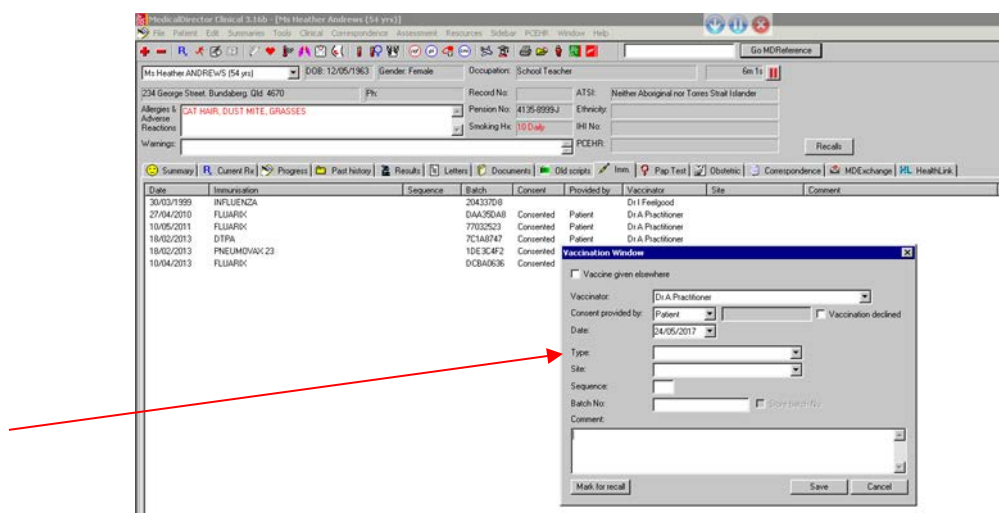 MedicalDirector Clinical 3.16b - [Ms Heather Andrews (54 yrs)]
File Patient Edit Summaries Tools Clinical Correspondence Assessment Resources Sidebar PCEHR Window Help
Go MDReference
Ms Heather ANDREWS (54 yrs) DOB: 12/05/1963 Gender: Female Occupation: School Teacher 6m 1s
234 George Street. Bundaberg. Qld 4670 Ph: Record No: ATSI: Neither Aboriginal nor Torres Strait Islander
Allergies & Adverse Reactions CAT HAIR, DUST MITE, GRASSES Pension No: 4135-8999-J Ethnicity:
Smoking Hx: 10 Daily IHI No:
Warnings: PCEHR: Recalls
Summary Current Rx Progress Past history Results Letters Documents Old scripts Imm. Pap Test Obstetric Correspondence MDExchange HL HealthLink
Date Immunisation Sequence Batch Consent Provided by Vaccinator Site Comment
30/03/1999 INFLUENZA 204337D8 Dr I Feelgood
27/04/2010 FLUARIX DAA35DA8 Consented Patient Dr A Practitioner
10/05/2011 FLUARIX 77032523 Consented Patient Dr A Practitioner
18/02/2013 DTPA 7C1A8747 Consented Patient Dr A Practitioner
18/02/2013 PNEUMOVAX 23 1DE3C4F2 Consented
10/04/2013 FLUARIX DCBA0636 Consented
Vaccination Window
Vaccine given elsewhere
Vaccinator: Dr A Practitioner
Consent provided by: Patient Vaccination declined
Date: 24/05/2017
Type:
Site:
Sequence:
Batch No: Store batch No
Comment:
Mark for recall Save Cancel